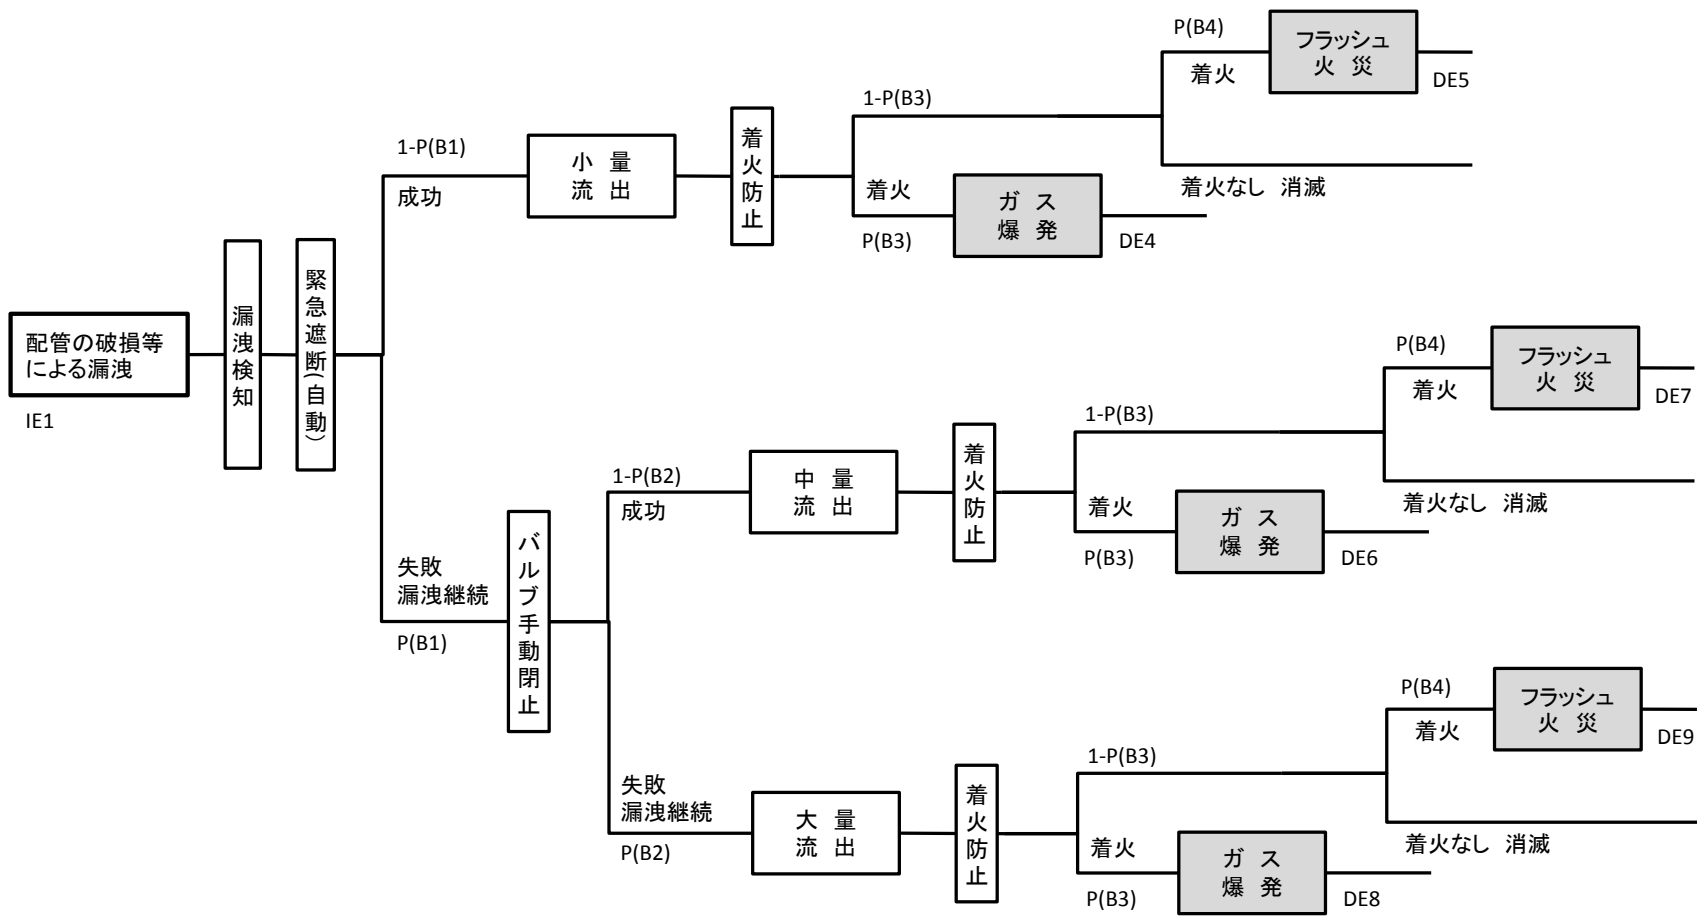 配管の破損等
による漏洩
IE1
漏洩検知
緊急遮断(自動)
1-P(B1)
成功
小 量
流 出
着火防止
1-P(B3)
P(B4)
着火
フラッシュ
火 災
DE5
着火なし 消滅
着火
P(B3)
ガ ス
爆 発
DE4
失敗
漏洩継続
P(B1)
バルブ手動閉止
1-P(B2)
成功
中 量
流 出
着火防止
1-P(B3)
P(B4)
着火
フラッシュ
火 災
DE7
着火なし 消滅
着火
P(B3)
ガ ス
爆 発
DE6
失敗
漏洩継続
P(B2)
大 量
流 出
着火防止
1-P(B3)
P(B4)
着火
フラッシュ
火 災
DE9
着火なし 消滅
着火
P(B3)
ガ ス
爆 発
DE8